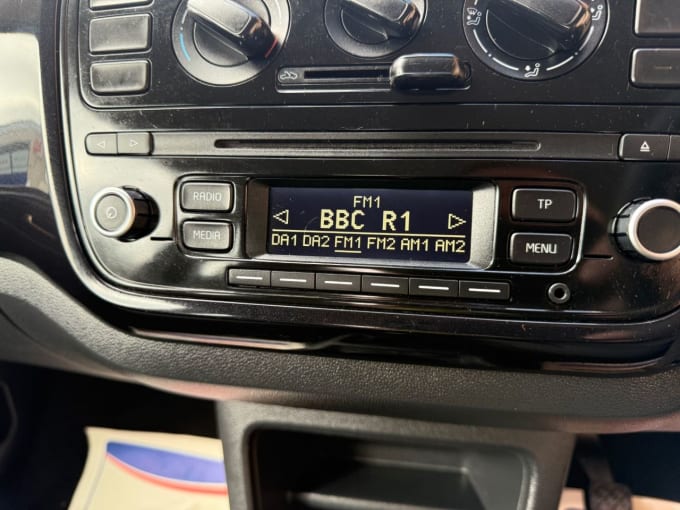 RADIO
MEDIA
FM1
BBC R1
DA1 DA2 FM1 FM2 AM1 AM2
TP
MENU